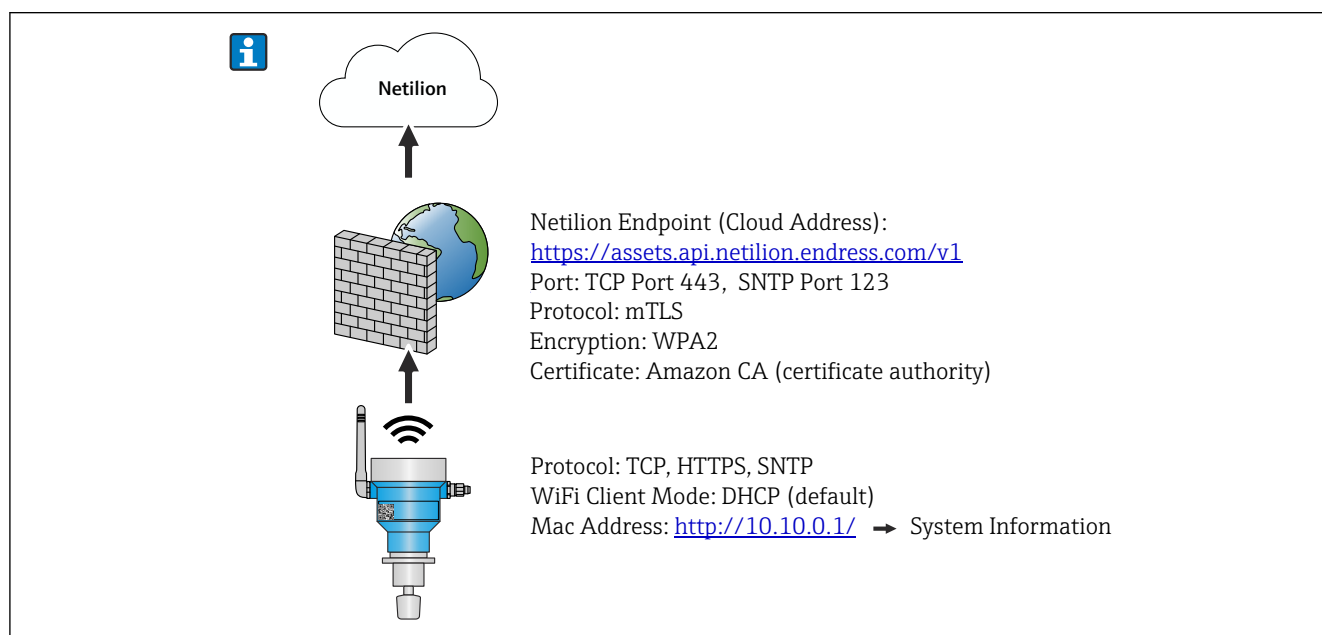 i
Netilion
Netilion Endpoint (Cloud Address):
https://assets.api.netilion.endress.com/v1
Port: TCP Port 443, SNTP Port 123
Protocol: mTLS
Encryption: WPA2
Certificate: Amazon CA (certificate authority)
Protocol: TCP, HTTPS, SNTP
WiFi Client Mode: DHCP (default)
Mac Address: http://10.10.0.1/ → System Information